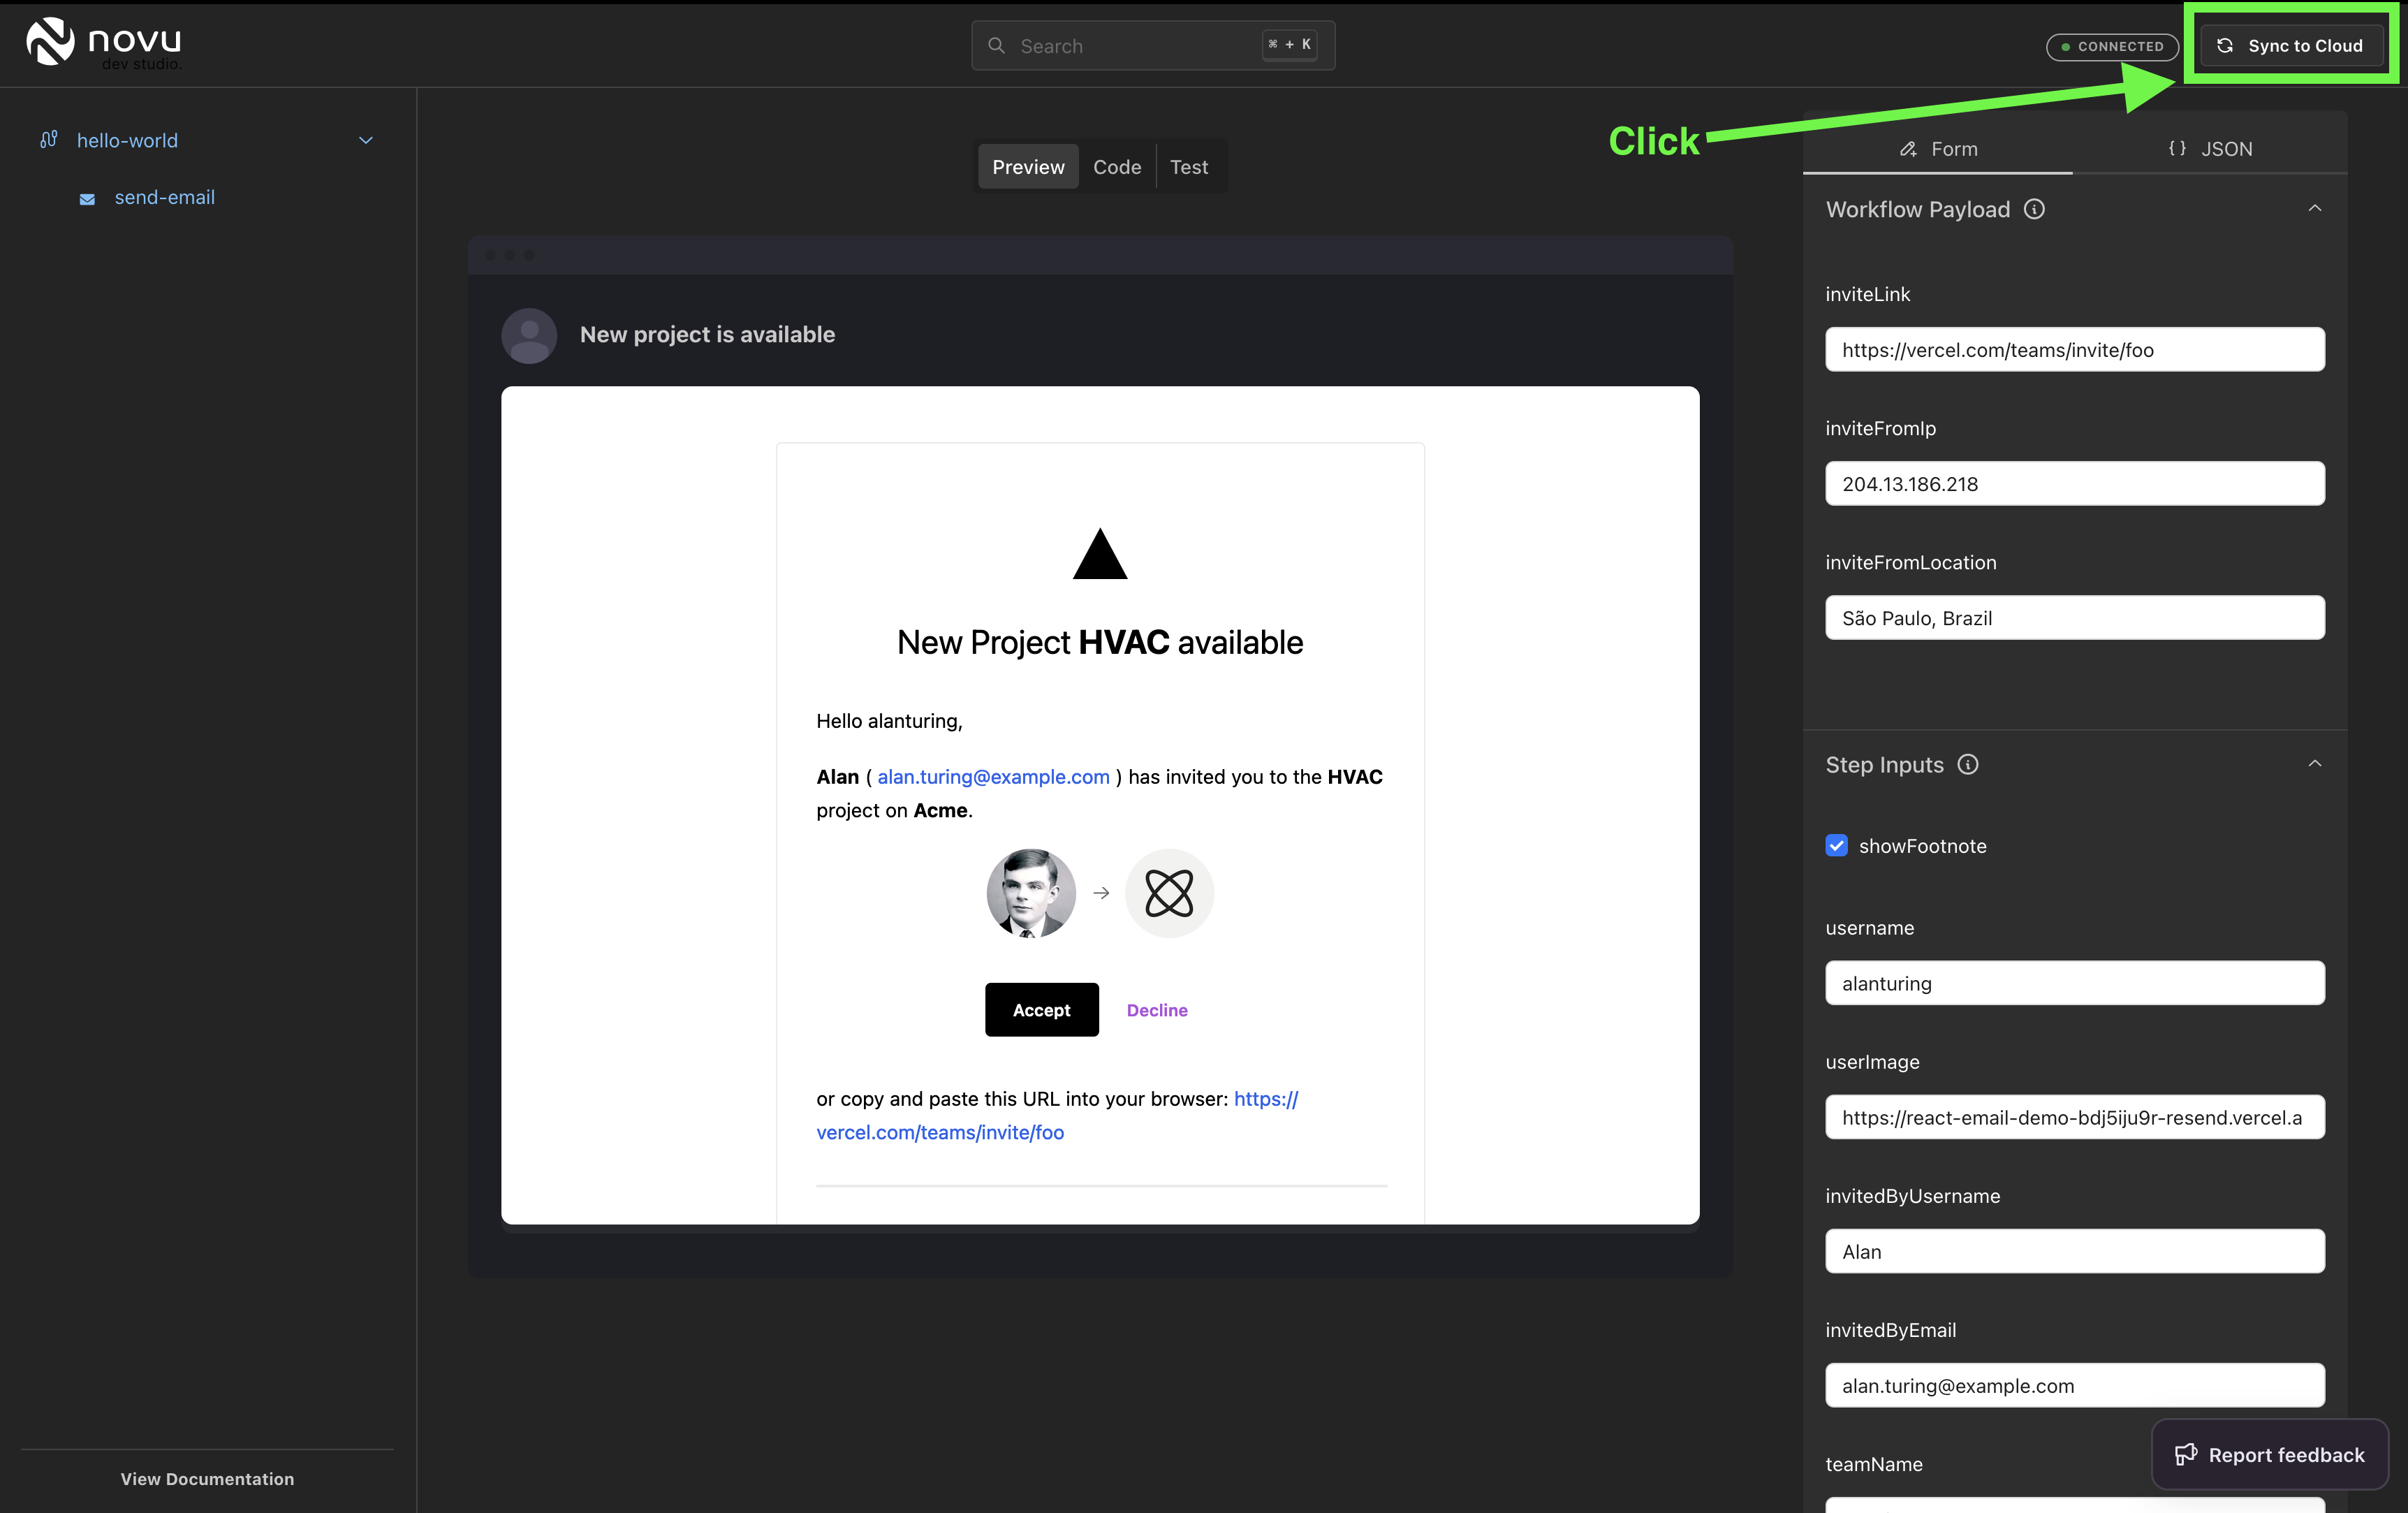 novu
dev studio.
Search
⌘ + K
CONNECTED
Sync to Cloud
Click
hello-world
send-email
View Documentation
Preview
Code
Test
New project is available
New Project HVAC available
Hello alanturing,
Alan ( alan.turing@example.com ) has invited you to the HVAC
project on Acme.
Accept
Decline
or copy and paste this URL into your browser: https://
vercel.com/teams/invite/foo
Form
{} JSON
Workflow Payload
inviteLink
https://vercel.com/teams/invite/foo
inviteFromIp
204.13.186.218
inviteFromLocation
São Paulo, Brazil
Step Inputs
showFootnote
username
alanturing
userImage
https://react-email-demo-bdj5iju9r-resend.vercel.a
invitedByUsername
Alan
invitedByEmail
alan.turing@example.com
teamName
Report feedback